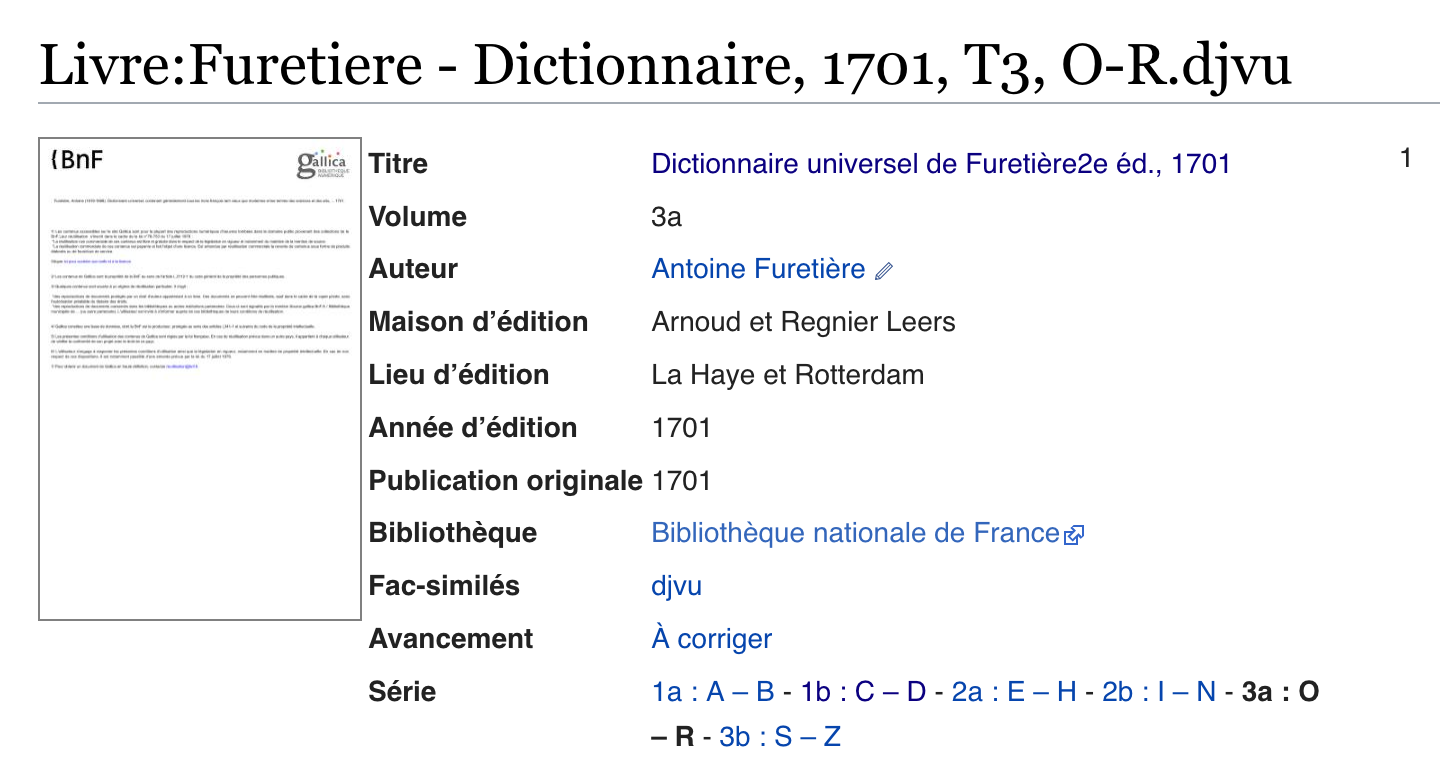 Livre:Furetiere - Dictionnaire, 1701, T3, O-R.djvu
{BnF
gallica
BIBLIOTHÈQUE
NUMÉRIQUE
Titre Dictionnaire universel de Furetière2e éd., 1701 1
Volume 3a
Auteur Antoine Furetière
Maison d’édition Arnoud et Regnier Leers
Lieu d’édition La Haye et Rotterdam
Année d’édition 1701
Publication originale 1701
Bibliothèque Bibliothèque nationale de France
Fac-similés djvu
Avancement À corriger
Série 1a : A – B - 1b : C – D - 2a : E – H - 2b : I – N - 3a : O
– R - 3b : S – Z